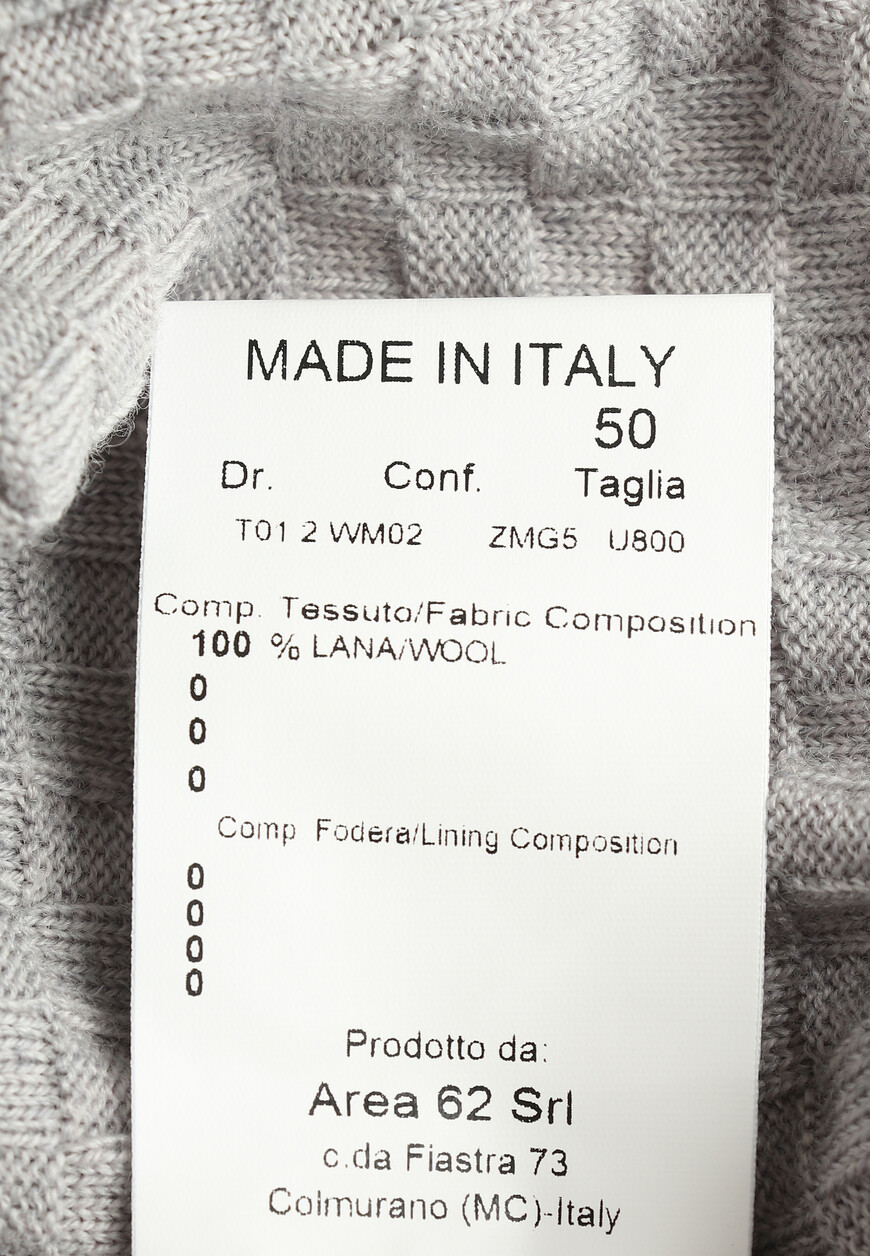 MADE IN ITALY
50
Dr. Conf. Taglia
T01 2 WM02 ZMG5 U800
Comp. Tessuto/Fabric Composition
100 % LANA/WOOL
0
0
0
Comp Fodera/Lining Composition
0
0
0
0
Prodotto da:
Area 62 Srl
c.da Fiastra 73
Colmurano (MC)-Italy